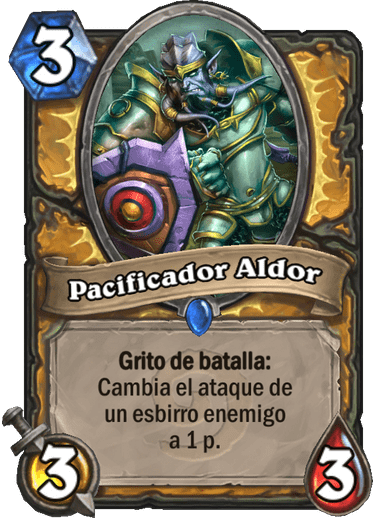 3
Pacificador Aldor
Grito de batalla:
Cambia el ataque de
un esbirro enemigo
a 1 p.
3
3